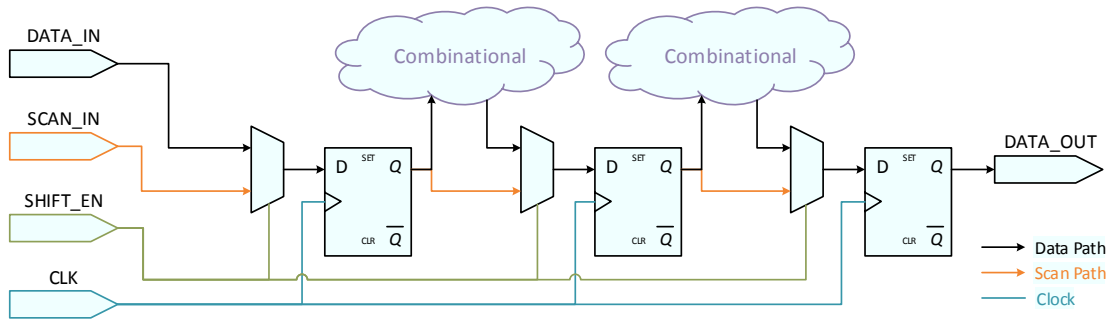 DATA_IN
Combinational
Combinational
SCAN_IN
DATA_OUT
D SET Q
D SET Q
D SET Q
SHIFT_EN
CLR Q
CLR Q
CLR Q
Data Path
CLK
Scan Path
Clock